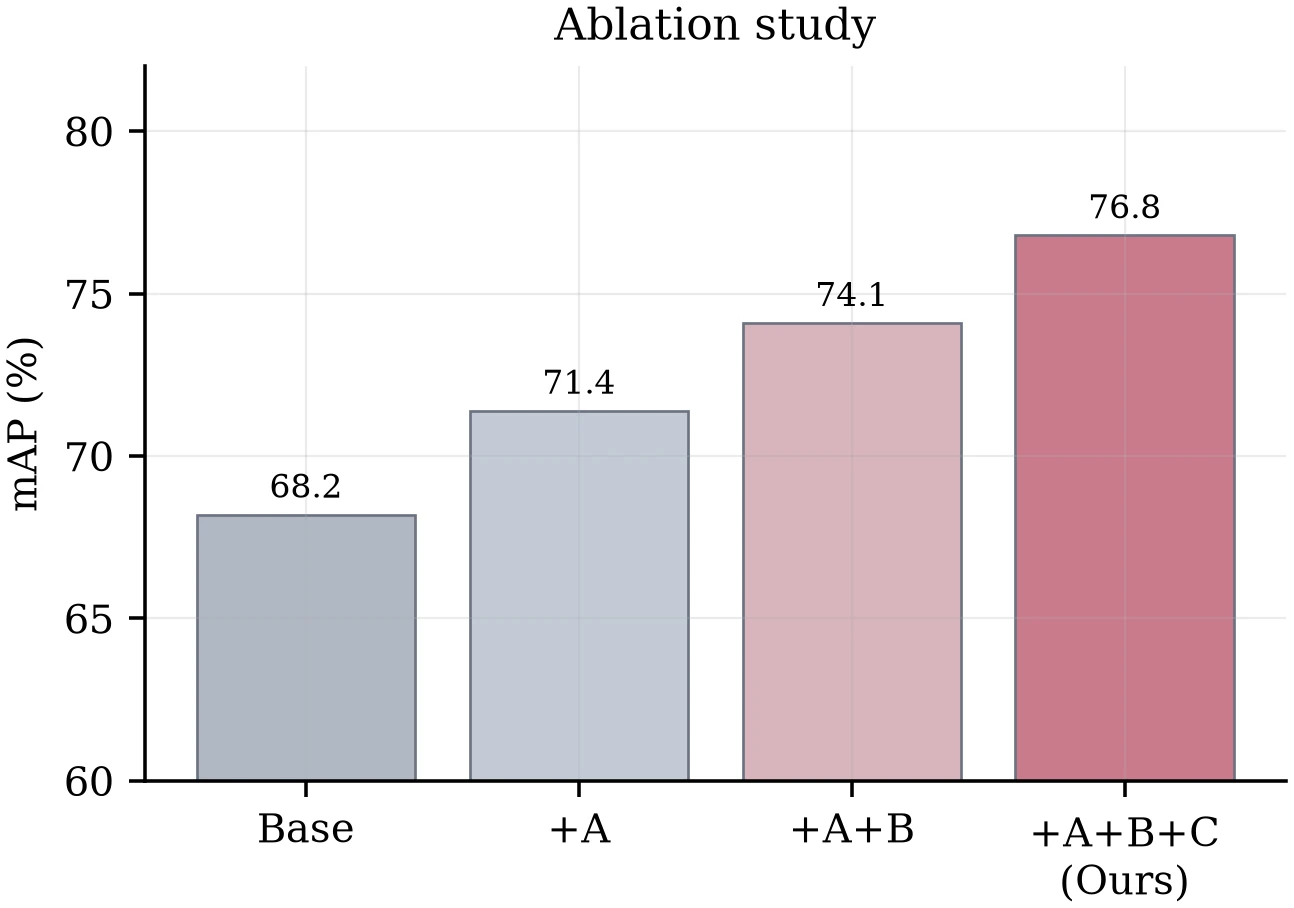 Ablation study
mAP (%)
80
75
70
65
60
68.2
71.4
74.1
76.8
Base
+A
+A+B
+A+B+C
(Ours)